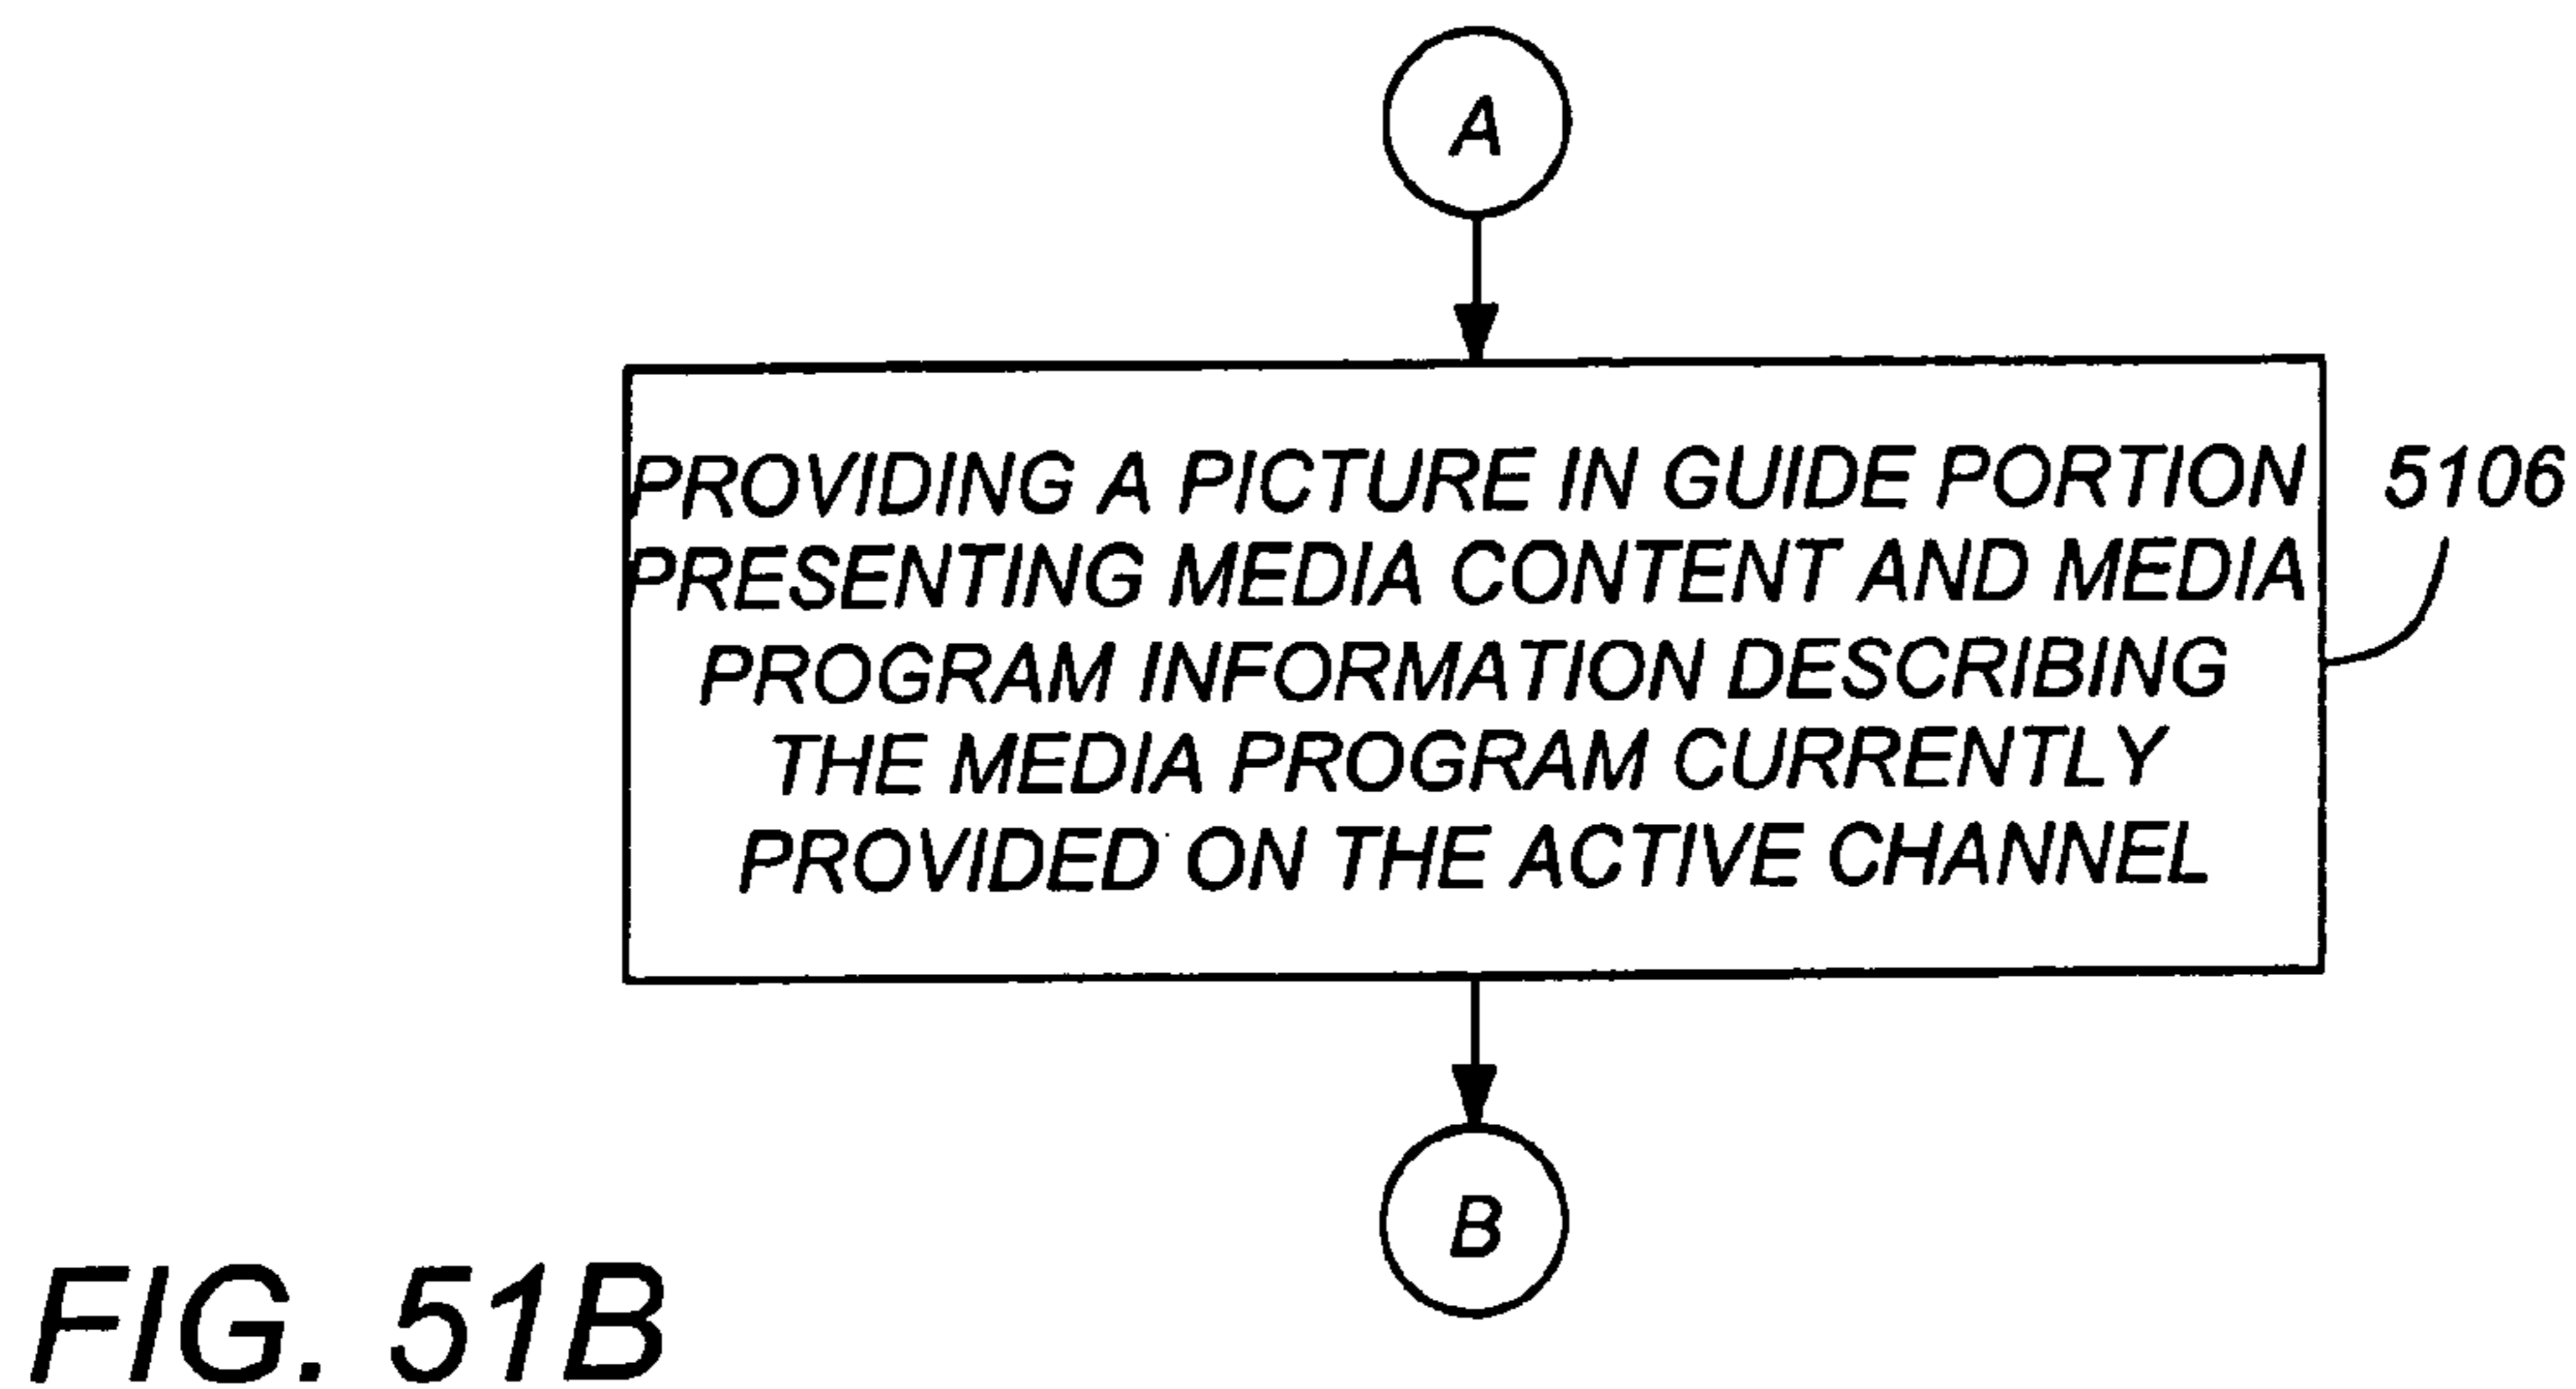 A
PROVIDING A PICTURE IN GUIDE PORTION
PRESENTING MEDIA CONTENT AND MEDIA
PROGRAM INFORMATION DESCRIBING
THE MEDIA PROGRAM CURRENTLY
PROVIDED ON THE ACTIVE CHANNEL
5106
B
FIG. 51B